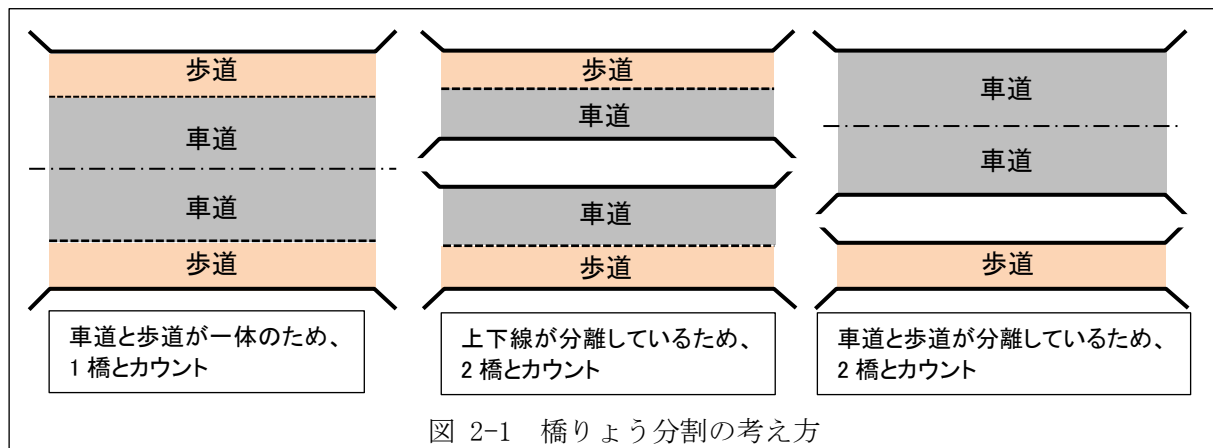 歩道
車道
車道
歩道
車道と歩道が一体のため、
1 橋とカウント
歩道
車道
車道
歩道
上下線が分離しているため、
2 橋とカウント
車道
車道
歩道
車道と歩道が分離しているため、
2 橋とカウント
図 2-1 橋りょう分割の考え方